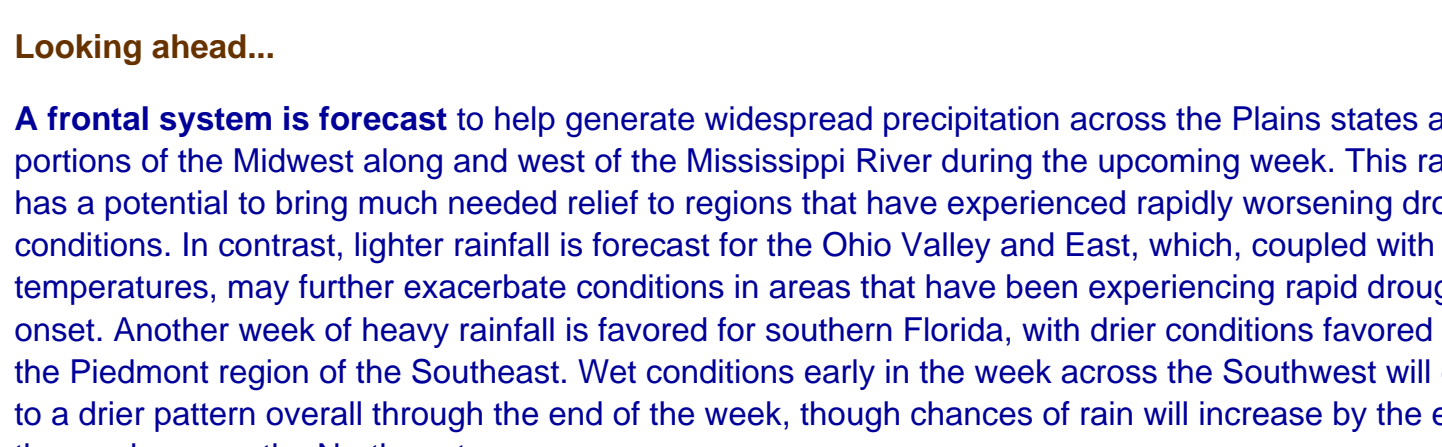 Looking ahead...
A frontal system is forecast to help generate widespread precipitation across the Plains states
portions of the Midwest along and west of the Mississippi River during the upcoming week. This
has a potential to bring much needed relief to regions that have experienced rapidly worsening
conditions. In contrast, lighter rainfall is forecast for the Ohio Valley and East, which, coupled with
temperatures, may further exacerbate conditions in areas that have been experiencing rapid
onset. Another week of heavy rainfall is favored for southern Florida, with drier conditions favored
the Piedmont region of the Southeast. Wet conditions early in the week across the Southwest will
to a drier pattern overall through the end of the week, though chances of rain will increase by the